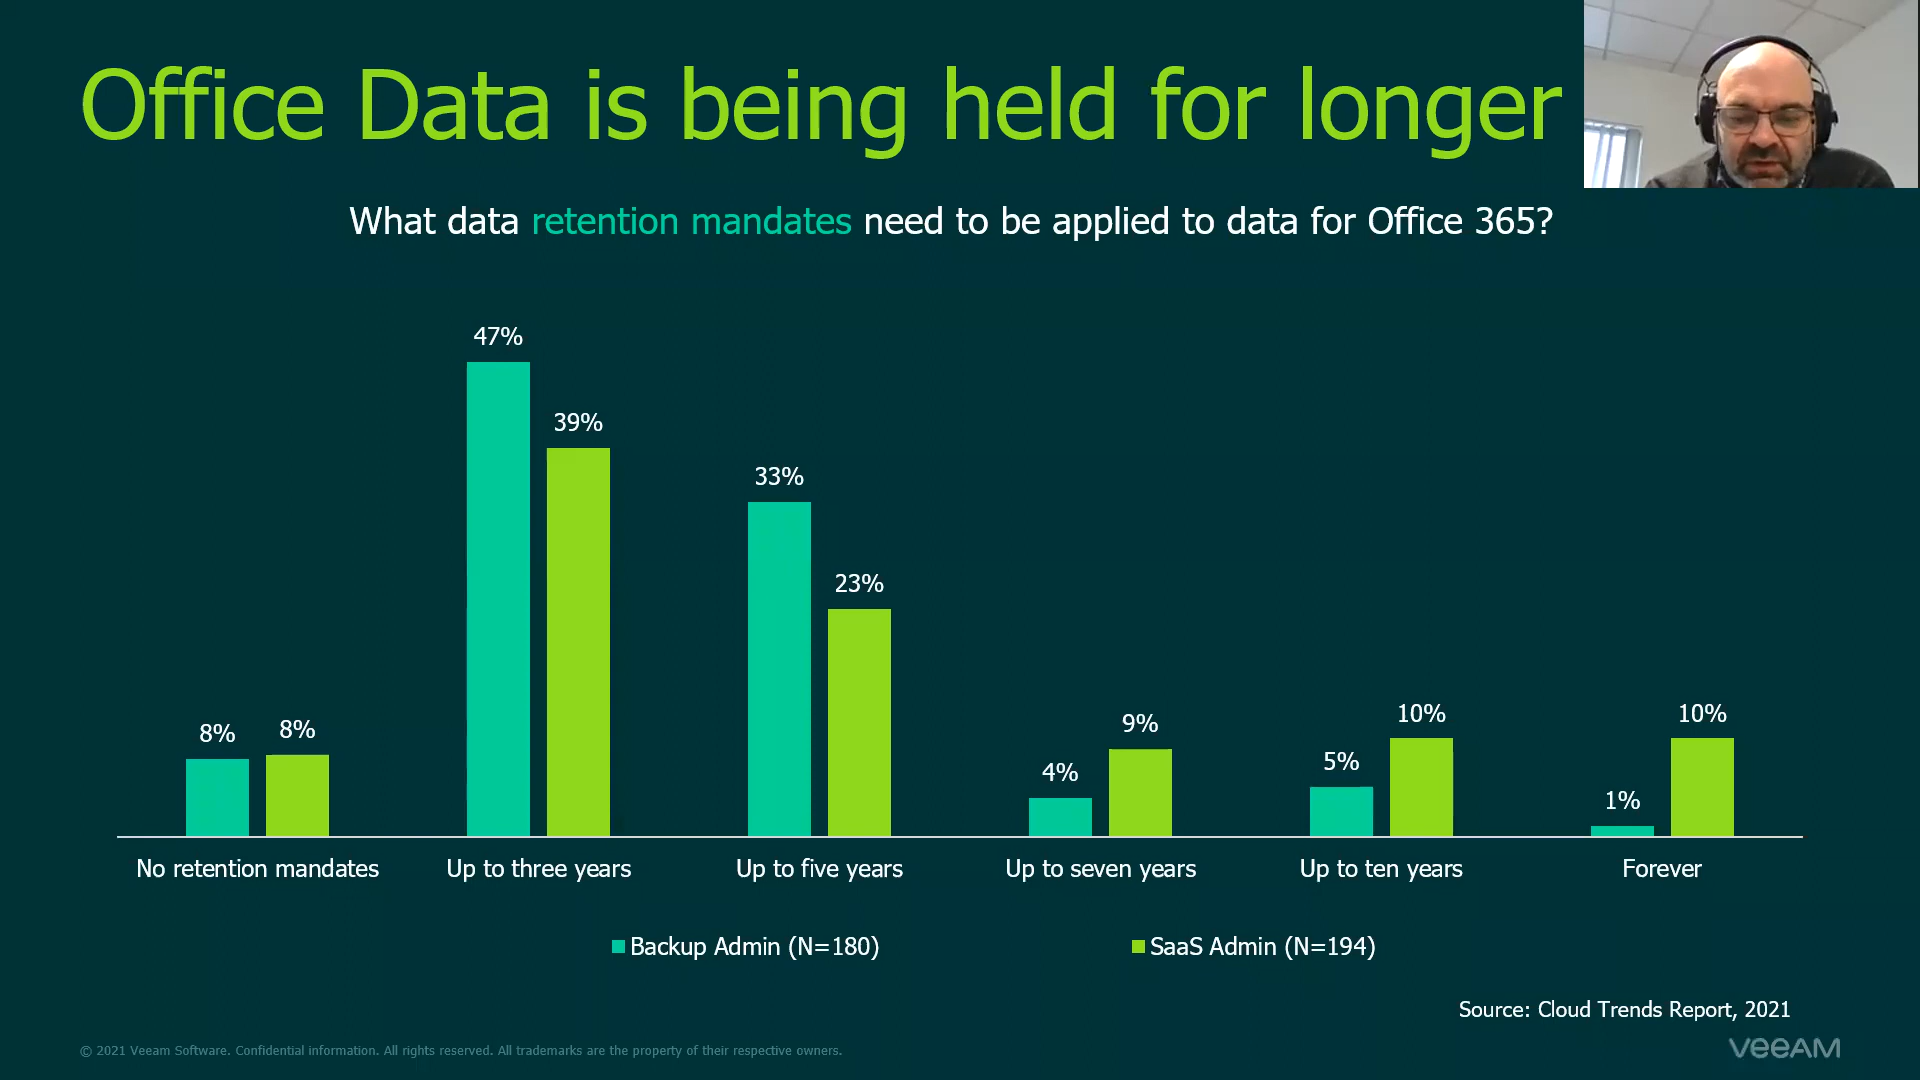 Office Data is being held for longer
What data retention mandates need to be applied to data for Office 365?
47%
39%
33%
23%
8%
8%
4%
9%
5%
10%
1%
10%
No retention mandates
Up to three years
Up to five years
Up to seven years
Up to ten years
Forever
Backup Admin (N=180)
SaaS Admin (N=194)
Source: Cloud Trends Report, 2021
© 2021 Veeam Software. Confidential information. All rights reserved. All trademarks are the property of their respective owners.
veeAM